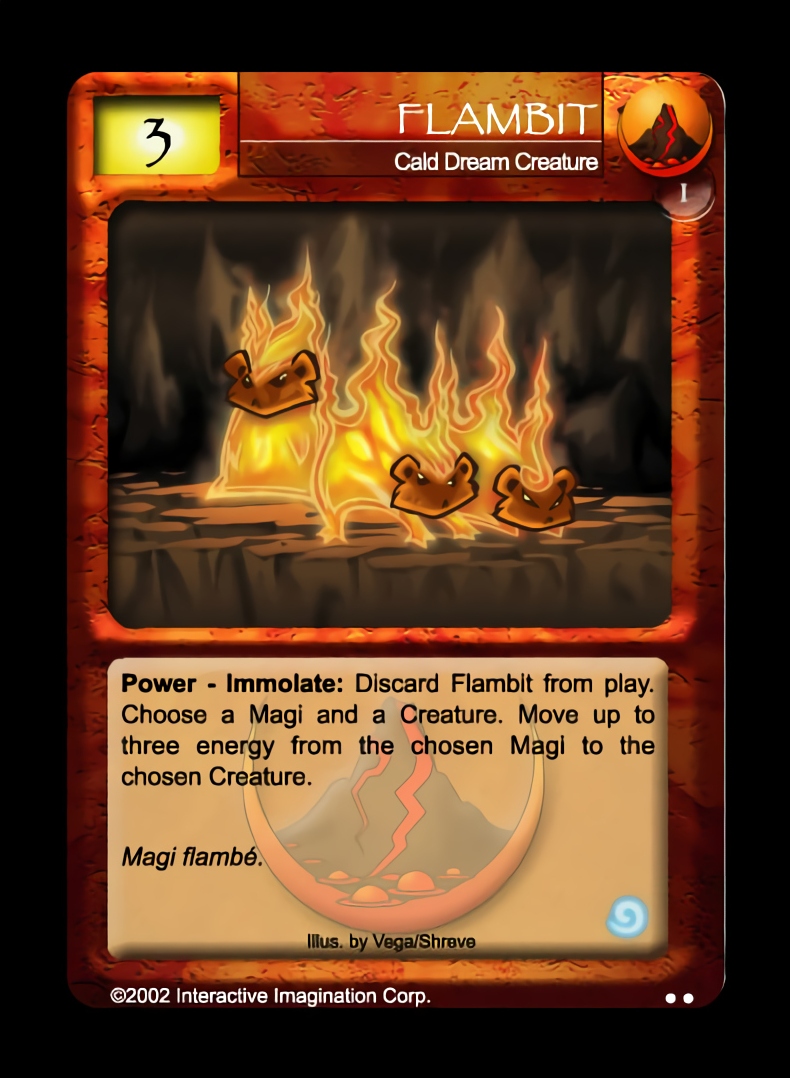 3
FLAMBIT
Cald Dream Creature
I
Power - Immolate: Discard Flambit from play.
Choose a Magi and a Creature. Move up to
three energy from the chosen Magi to the
chosen Creature.
Magi flambé.
Illus. by Vega/Shreve
©2002 Interactive Imagination Corp.